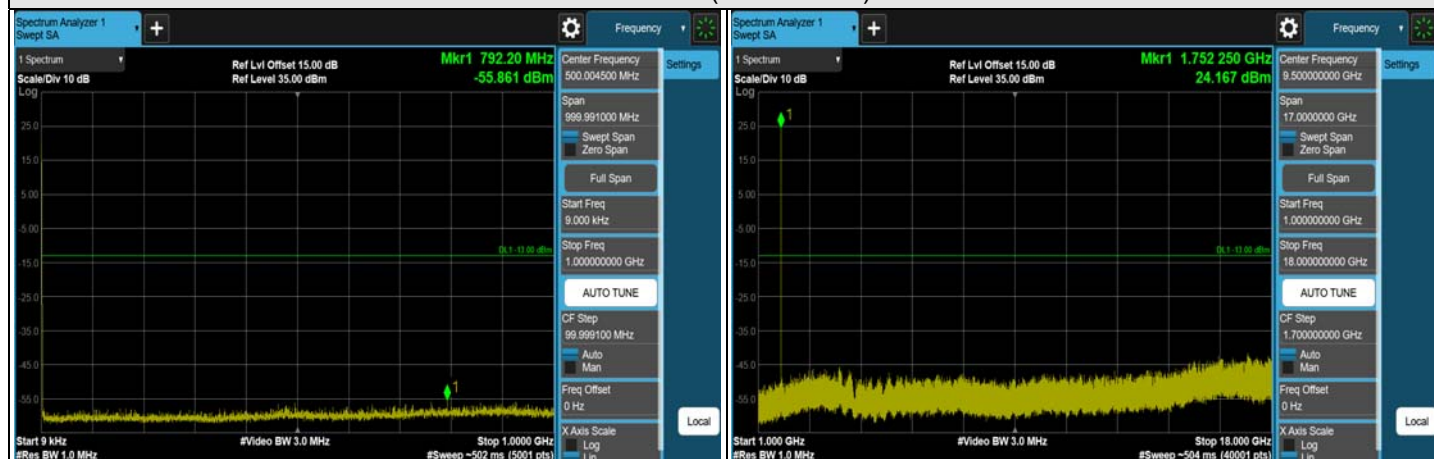 Spectrum Analyzer 1
Swept SA
+
Frequency
1 Spectrum
Scale/Div 10 dB
Log
Ref Lvl Offset 15.00 dB
Ref Level 35.00 dBm
Mkr1 792.20 MHz
-55.861 dBm
25.0
15.0
5.00
-5.00
-15.0
-25.0
-35.0
-45.0
-55.0
DL1 -13.00 dBm
1
Start 9 kHz
#Res BW 1.0 MHz
#Video BW 3.0 MHz
Stop 1.0000 GHz
#Sweep ~502 ms (5001 pts)
Center Frequency
500.004500 MHz
Settings
Span
999.991000 MHz
Swept Span
Zero Span
Full Span
Start Freq
9.000 kHz
Stop Freq
1.000000000 GHz
AUTO TUNE
CF Step
99.999100 MHz
Auto
Man
Freq Offset
0 Hz
X Axis Scale
Log
Lin
Local
Spectrum Analyzer 1
Swept SA
+
Frequency
1 Spectrum
Scale/Div 10 dB
Log
Ref Lvl Offset 15.00 dB
Ref Level 35.00 dBm
Mkr1 1.752 250 GHz
24.167 dBm
25.0
15.0
5.00
-5.00
-15.0
-25.0
-35.0
-45.0
-55.0
DL1 -13.00 dBm
1
Start 1.000 GHz
#Res BW 1.0 MHz
#Video BW 3.0 MHz
Stop 18.000 GHz
#Sweep ~504 ms (40001 pts)
Center Frequency
9.500000000 GHz
Settings
Span
17.0000000 GHz
Swept Span
Zero Span
Full Span
Start Freq
1.000000000 GHz
Stop Freq
18.000000000 GHz
AUTO TUNE
CF Step
1.700000000 GHz
Auto
Man
Freq Offset
0 Hz
X Axis Scale
Log
Lin
Local